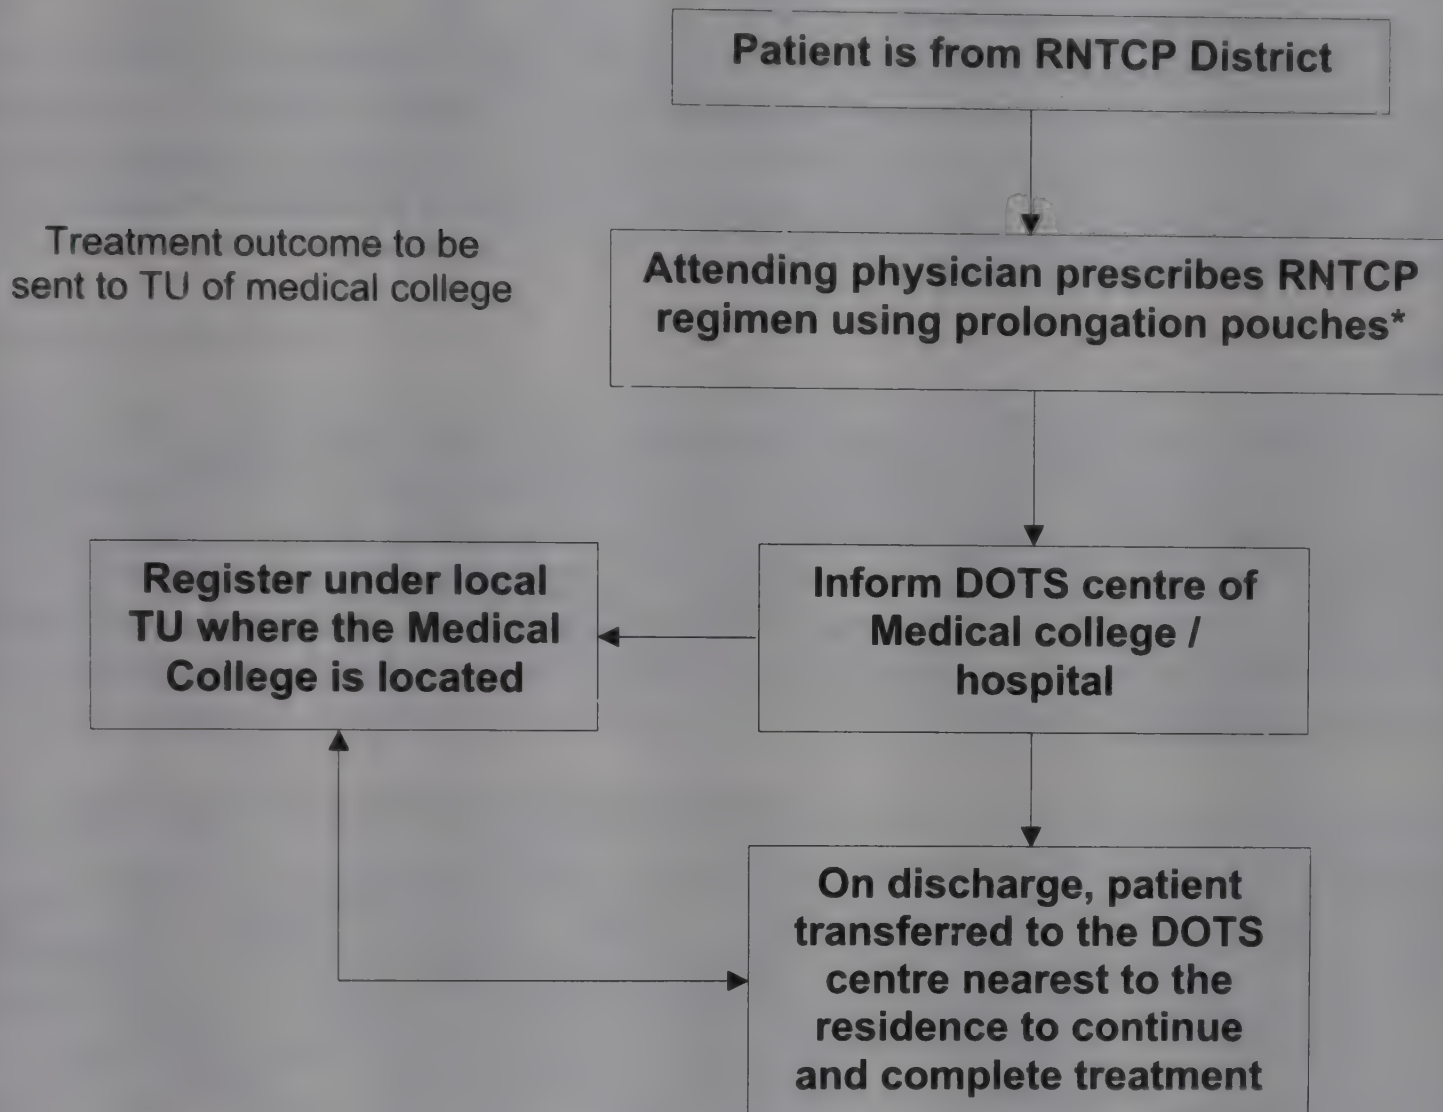 Patient is from RNTCP District
Treatment outcome to be
sent to TU of medical college
Attending physician prescribes RNTCP
regimen using prolongation pouches*
Register under local
TU where the Medical
College is located
Inform DOTS centre of
Medical college /
hospital
On discharge, patient
transferred to the DOTS
centre nearest to the
residence to continue
and complete treatment